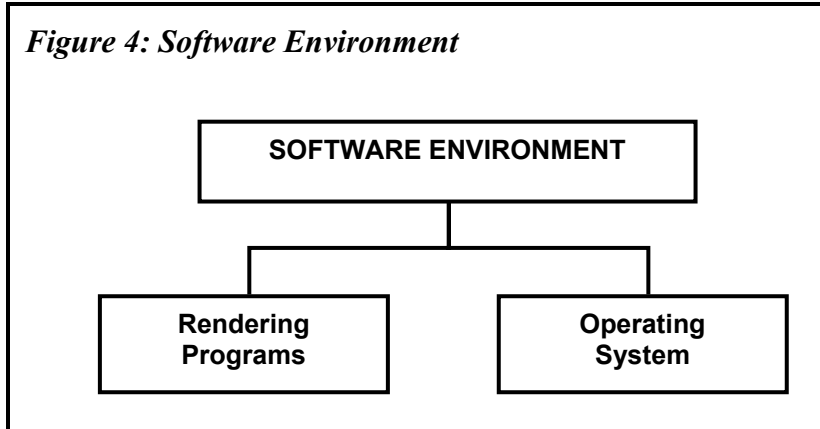 Figure 4: Software Environment
SOFTWARE ENVIRONMENT
Rendering
Programs
Operating
System